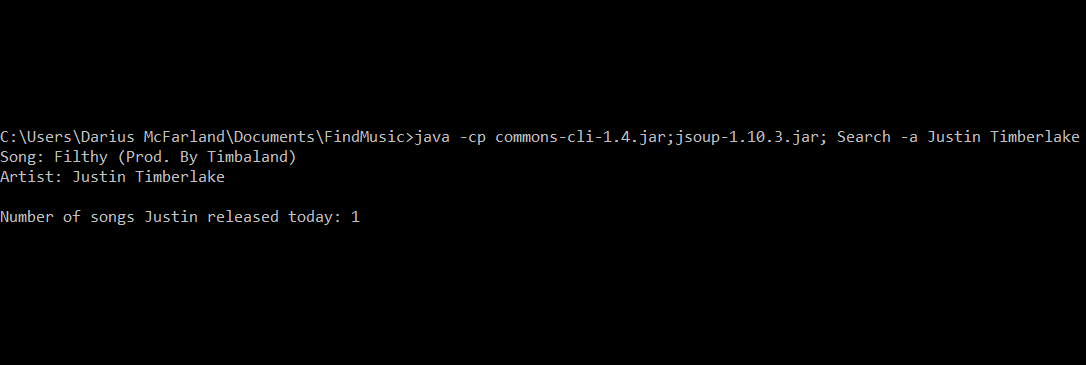 C:\Users\Darius McFarland\Documents\FindMusic>java -cp commons-cli-1.4.jar;jsoup-1.10.3.jar; Search -a Justin Timberlake
Song: Filthy (Prod. By Timbaland)
Artist: Justin Timberlake
Number of songs Justin released today: 1